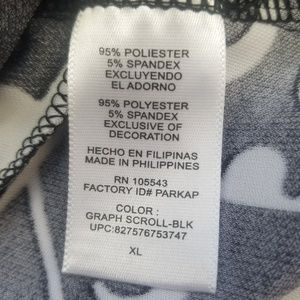 95% POLIESTER
5% SPANDEX
EXCLUYENDO
EL ADORNO
95% POLYESTER
5% SPANDEX
EXCLUSIVE OF
DECORATION
HECHO EN FILIPINAS
MADE IN PHILIPPINES
RN 105543
FACTORY ID# PARKAP
COLOR :
GRAPH SCROLL-BLK
UPC:827576753747
XL